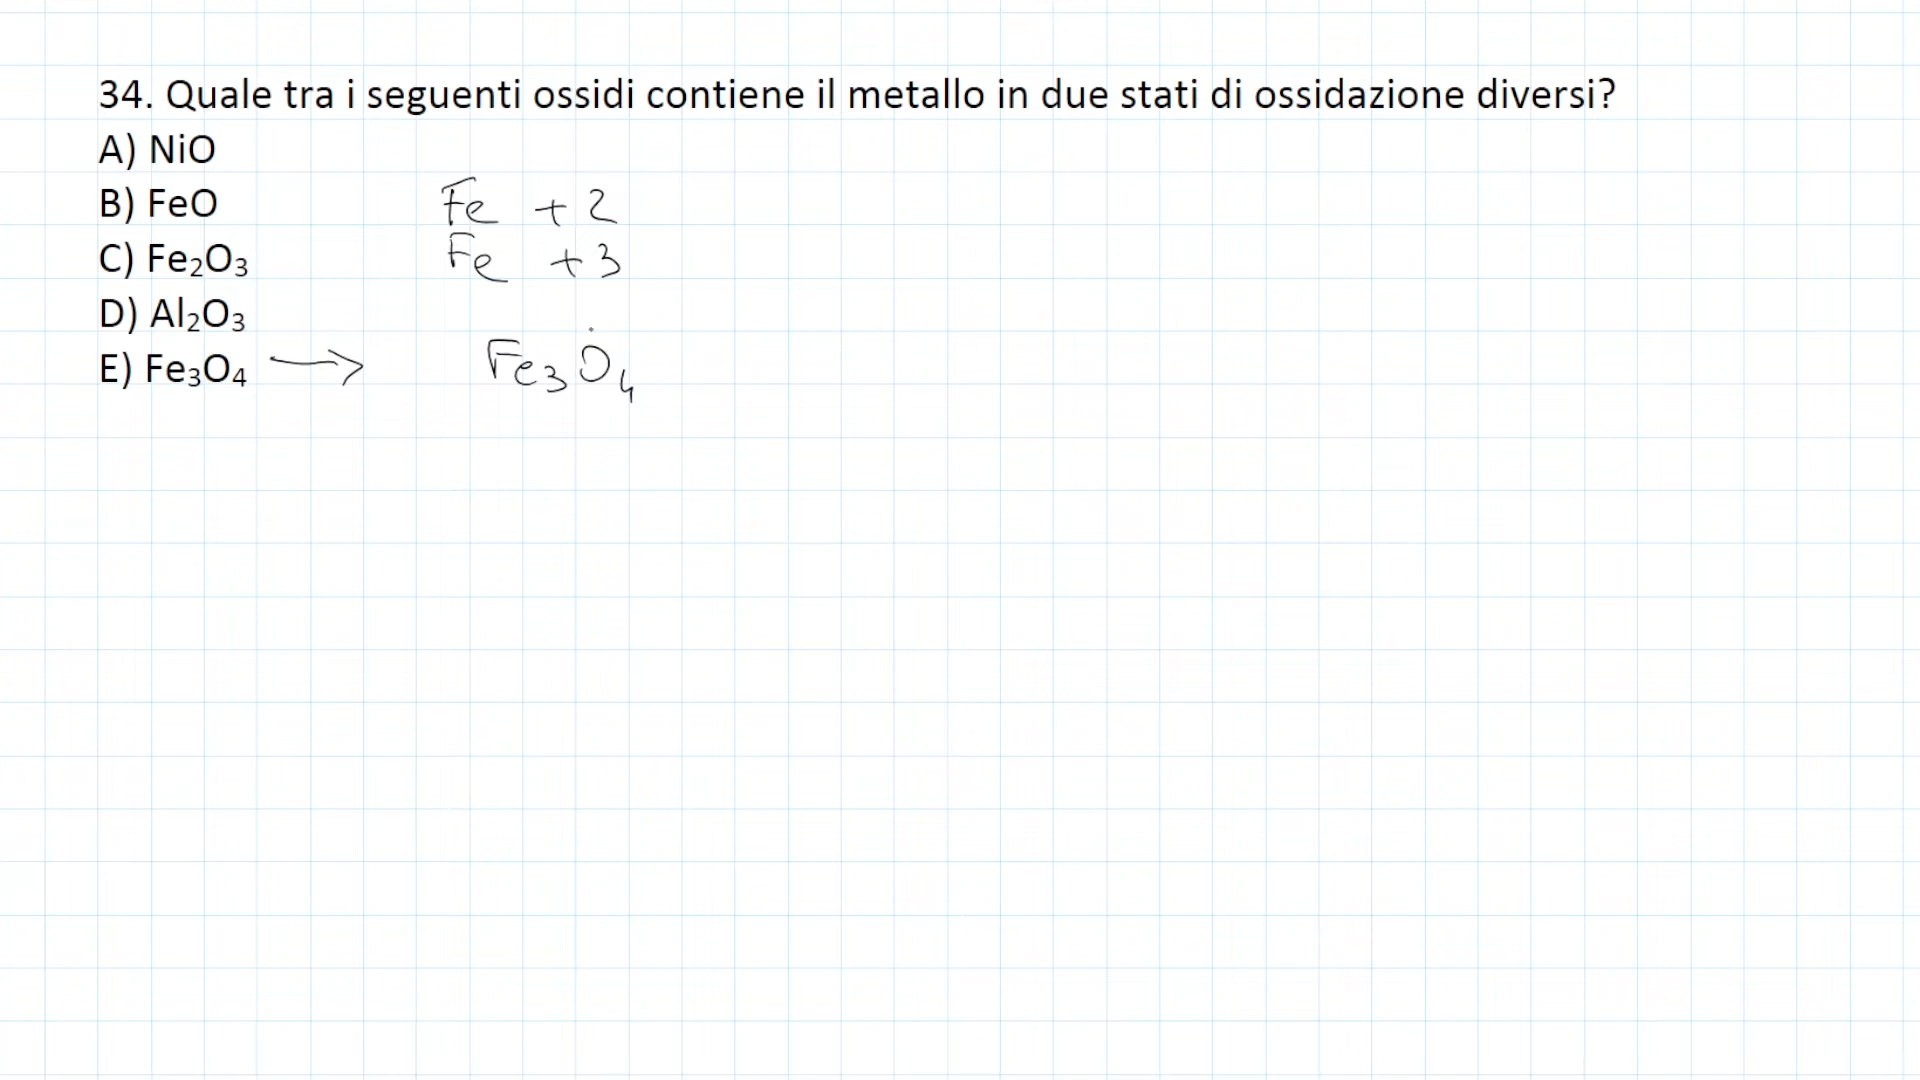 34. Quale tra i seguenti ossidi contiene il metallo in due stati di ossidazione diversi?
A) NiO
B) FeO Fe +2
C) Fe₂O₃ Fe +3
D) Al₂O₃
E) Fe₃O₄ → Fe₃O₄